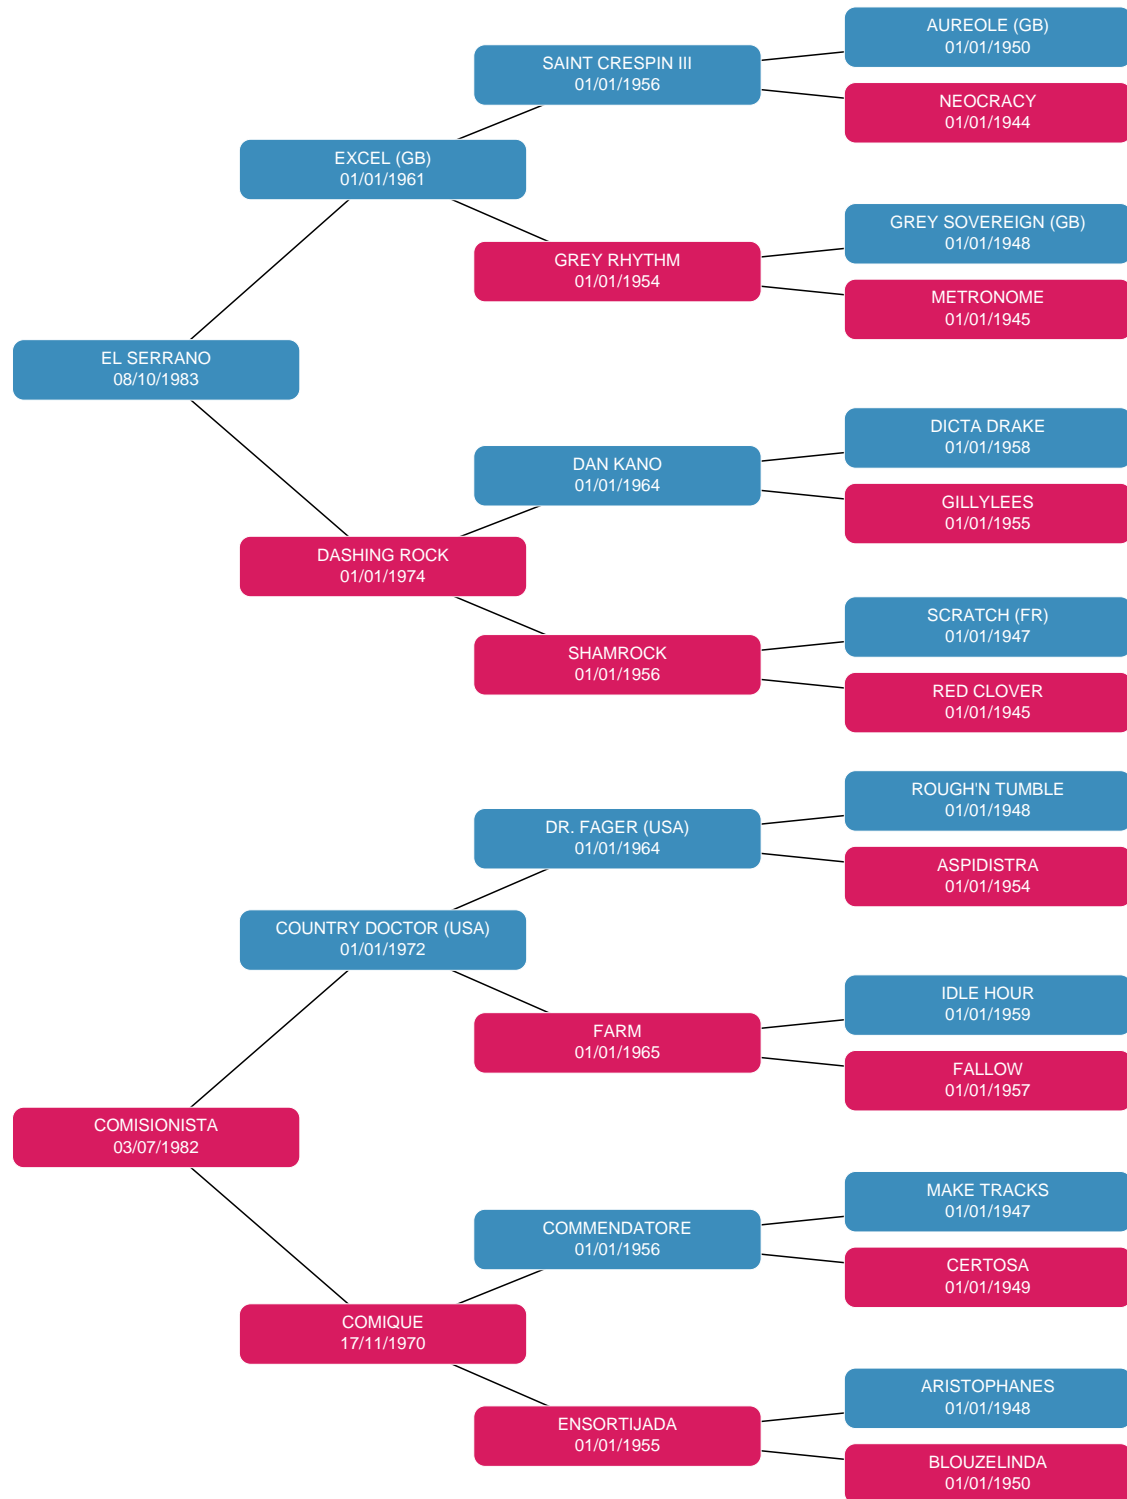 AUREOLE (GB)
01/01/1950
SAINT CRESPIN III
01/01/1956
NEOCRACY
01/01/1944
EXCEL (GB)
01/01/1961
GREY SOVEREIGN (GB)
01/01/1948
GREY RHYTHM
01/01/1954
METRONOME
01/01/1945
EL SERRANO
08/10/1983
DICTA DRAKE
01/01/1958
DAN KANO
01/01/1964
GILLYLEES
01/01/1955
DASHING ROCK
01/01/1974
SCRATCH (FR)
01/01/1947
SHAMROCK
01/01/1956
RED CLOVER
01/01/1945
ROUGH'N TUMBLE
01/01/1948
DR. FAGER (USA)
01/01/1964
ASPIDISTRA
01/01/1954
COUNTRY DOCTOR (USA)
01/01/1972
IDLE HOUR
01/01/1959
FARM
01/01/1965
FALLOW
01/01/1957
COMISIONISTA
03/07/1982
MAKE TRACKS
01/01/1947
COMMENDATORE
01/01/1956
CERTOSA
01/01/1949
COMIQUE
17/11/1970
ARISTOPHANES
01/01/1948
ENSORTIJADA
01/01/1955
BLOUZELINDA
01/01/1950